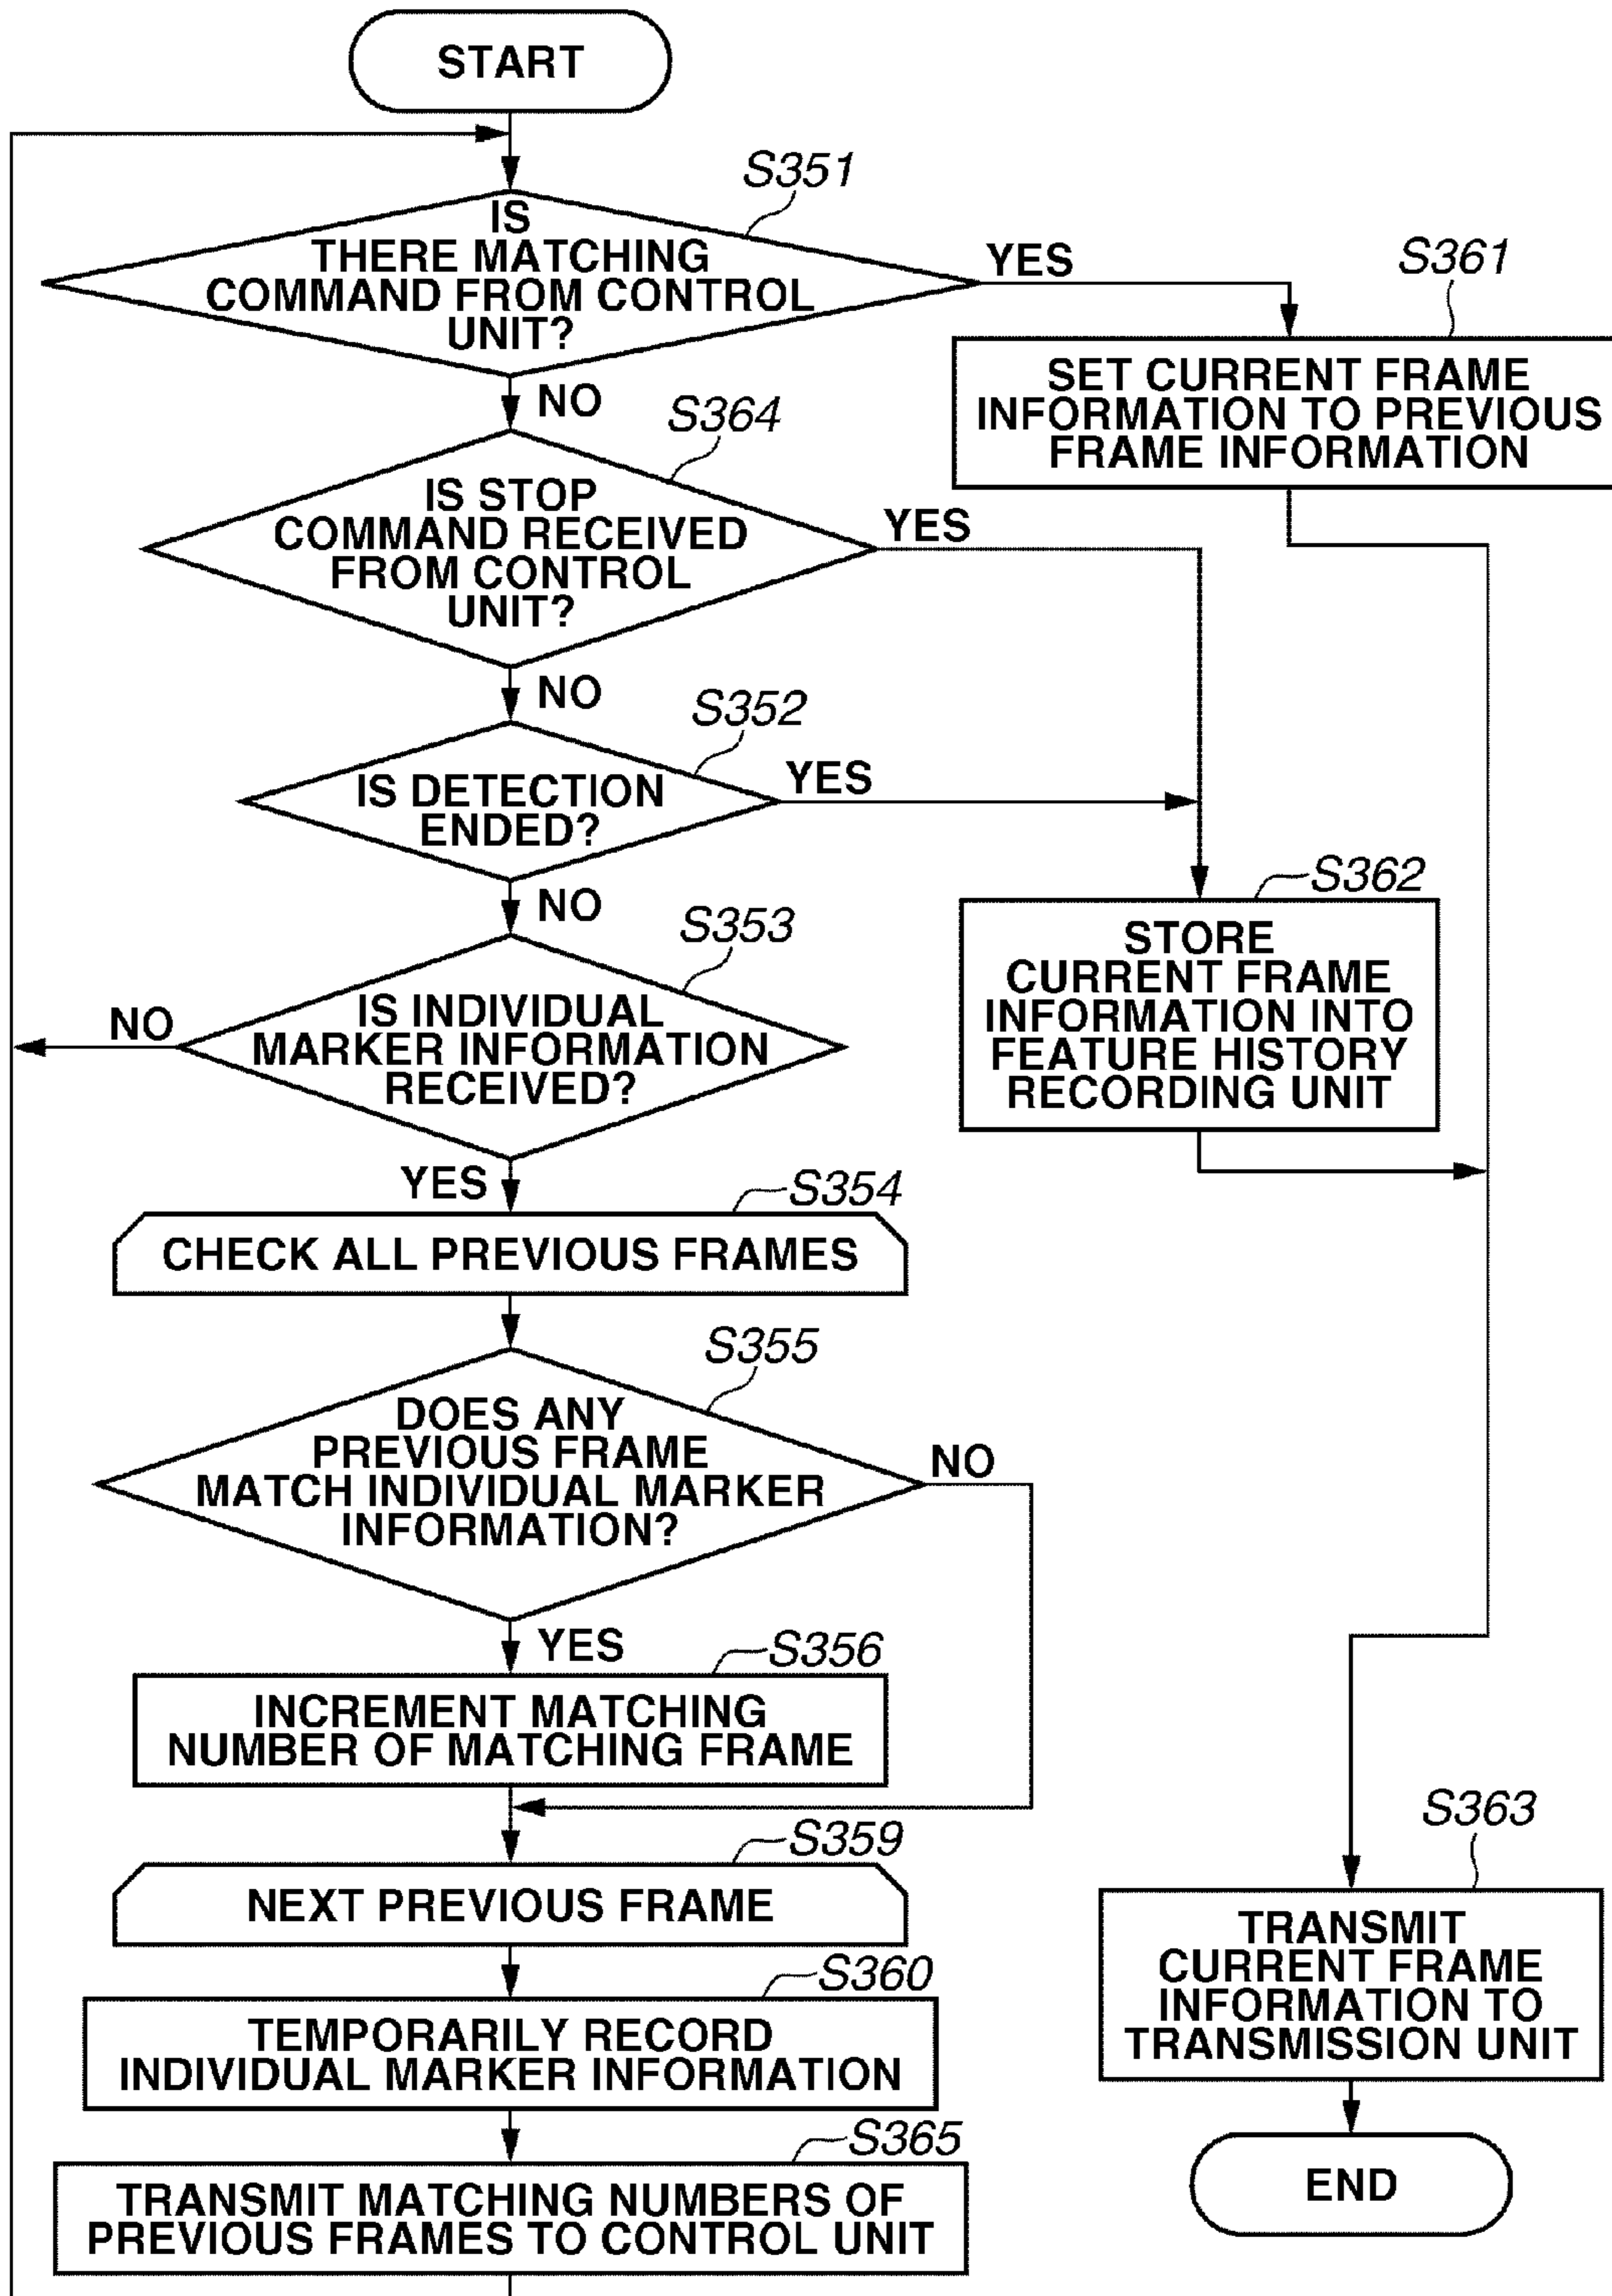 START
S351
IS
THERE MATCHING
COMMAND FROM CONTROL
UNIT?
YES
NO
S361
SET CURRENT FRAME
INFORMATION TO PREVIOUS
FRAME INFORMATION
S364
IS STOP
COMMAND RECEIVED
FROM CONTROL
UNIT?
YES
NO
S352
IS DETECTION
ENDED?
YES
NO
S362
STORE
CURRENT FRAME
INFORMATION INTO
FEATURE HISTORY
RECORDING UNIT
S353
IS INDIVIDUAL
MARKER INFORMATION
RECEIVED?
NO
YES
S354
CHECK ALL PREVIOUS FRAMES
S355
DOES ANY
PREVIOUS FRAME
MATCH INDIVIDUAL MARKER
INFORMATION?
NO
YES
S356
INCREMENT MATCHING
NUMBER OF MATCHING FRAME
S359
NEXT PREVIOUS FRAME
S360
TEMPORARILY RECORD
INDIVIDUAL MARKER INFORMATION
S365
TRANSMIT MATCHING NUMBERS OF
PREVIOUS FRAMES TO CONTROL UNIT
S363
TRANSMIT
CURRENT FRAME
INFORMATION TO
TRANSMISSION UNIT
END